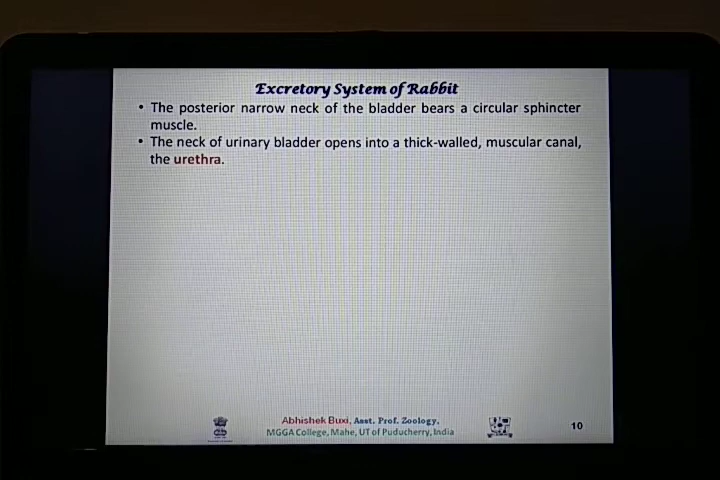 Excretory System of Rabbit
• The posterior narrow neck of the bladder bears a circular sphincter
muscle.
• The neck of urinary bladder opens into a thick-walled, muscular canal,
the urethra.
Abhishek Buxi, Asst. Prof. Zoology,
MGGA College, Mahe, UT of Puducherry, India
10